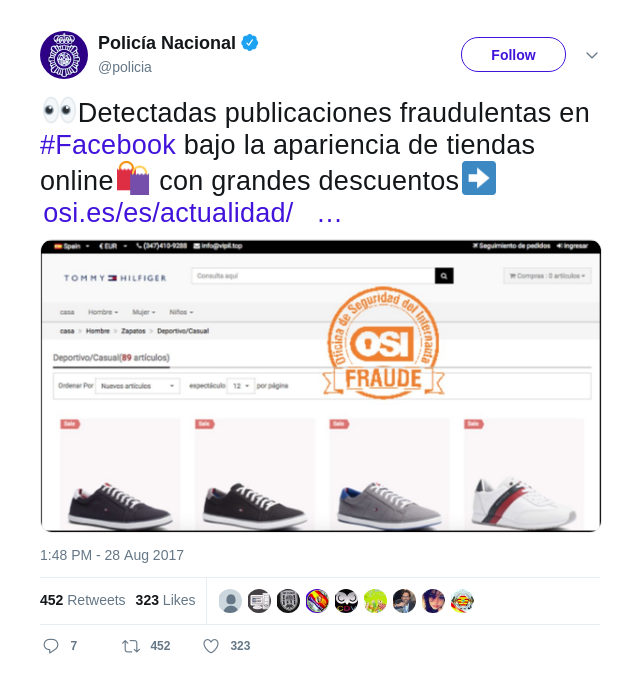 Policía Nacional
@policia
Follow
👀Detectadas publicaciones fraudulentas en
#Facebook bajo la apariencia de tiendas
online🛍 con grandes descuentos➡
osi.es/es/actualidad/ …
Spain € EUR (347)410-9288 info@vipil.top Seguimiento de pedidos Ingresar
TOMMY HILFIGER Consulta aquí Compras : 0 artículos
casa Hombre Mujer Niños
casa > Hombre > Zapatos > Deportivo/Casual
Oficina de Seguridad del Internauta
OSI
FRAUDE
Deportivo/Casual(89 artículos)
Ordenar Por Nuevos artículos espectáculo 12 por página
Sale Sale Sale Sale
1:48 PM - 28 Aug 2017
452 Retweets 323 Likes
7 452 323